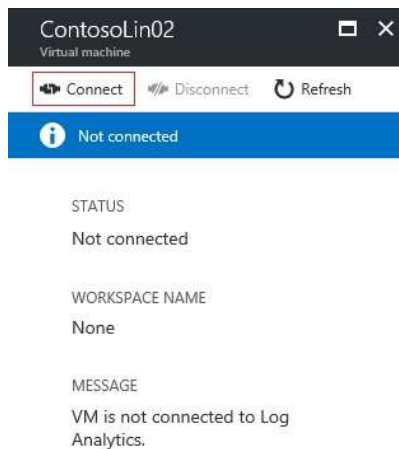 ContosoLin02
Virtual machine
Connect Disconnect Refresh
Not connected
STATUS
Not connected
WORKSPACE NAME
None
MESSAGE
VM is not connected to Log
Analytics.